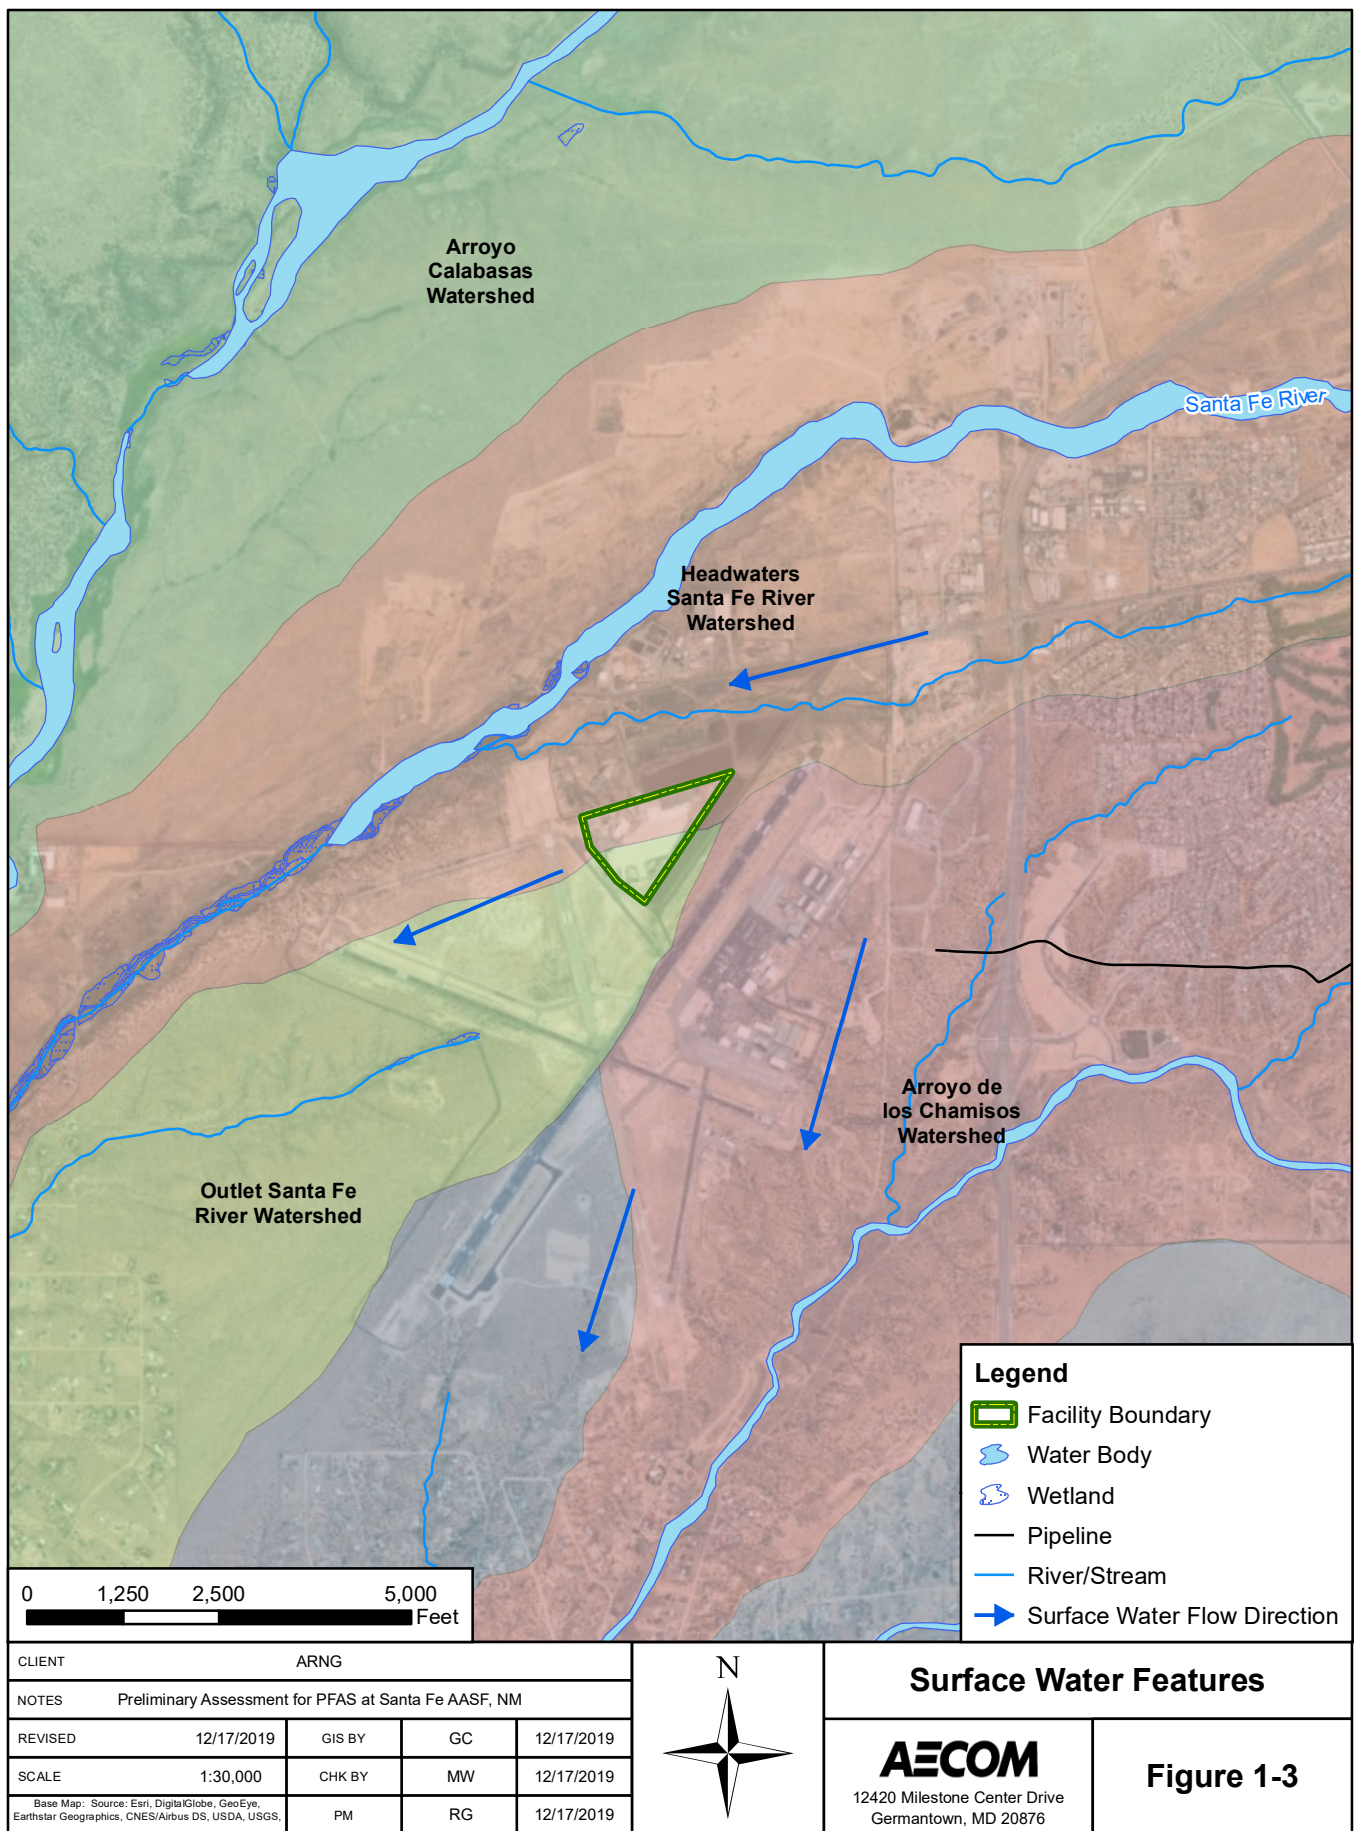 Arroyo
Calabasas
Watershed
Santa Fe River
Headwaters
Santa Fe River
Watershed
Arroyo de
los Chamisos
Watershed
Outlet Santa Fe
River Watershed
Legend
Facility Boundary
Water Body
Wetland
Pipeline
River/Stream
Surface Water Flow Direction
0 1,250 2,500 5,000
Feet
CLIENT ARNG
NOTES Preliminary Assessment for PFAS at Santa Fe AASF, NM
REVISED 12/17/2019 GIS BY GC 12/17/2019
SCALE 1:30,000 CHK BY MW 12/17/2019
Base Map: Source: Esri, DigitalGlobe, GeoEye,
Earthstar Geographics, CNES/Airbus DS, USDA, USGS,
PM RG 12/17/2019
N
Surface Water Features
AECOM
12420 Milestone Center Drive
Germantown, MD 20876
Figure 1-3